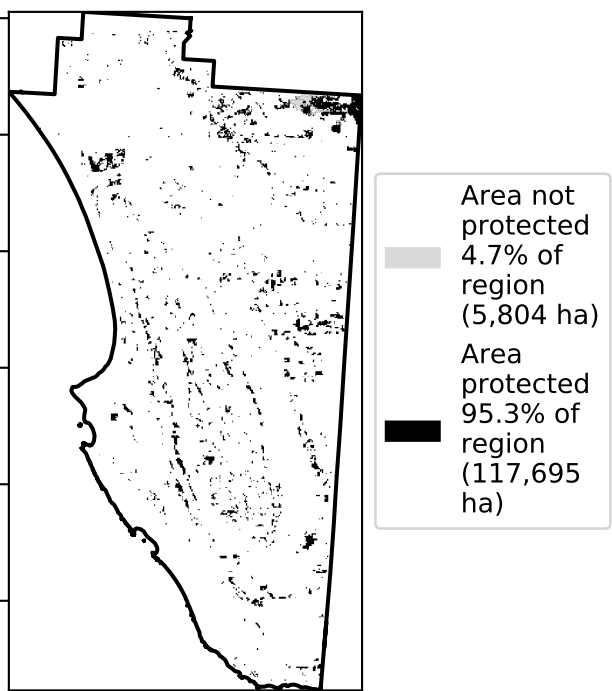 Area not
protected
4.7% of
region
(5,804 ha)
Area
protected
95.3% of
region
(117,695
ha)